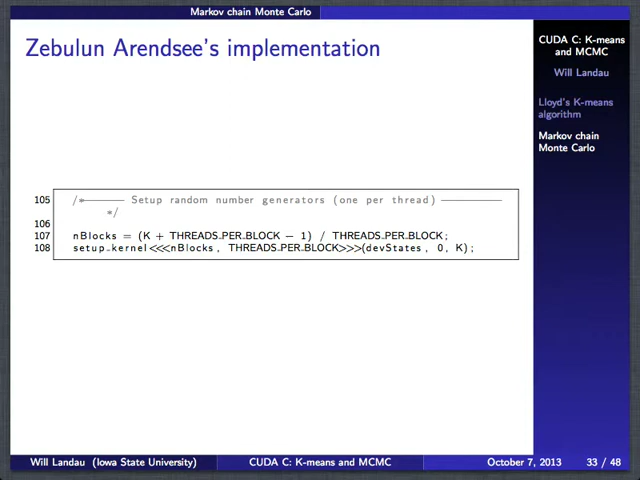 Markov chain Monte Carlo
Zebulun Arendsee's implementation
105 /*—————— Setup random number generators (one per thread) ——————
*/
106
107 nBlocks = (K + THREADS_PER_BLOCK - 1) / THREADS_PER_BLOCK;
108 setup_kernel<<<nBlocks, THREADS_PER_BLOCK>>>(devStates, 0, K);
CUDA C: K-means
and MCMC
Will Landau
Lloyd's K-means
algorithm
Markov chain
Monte Carlo
Will Landau (Iowa State University) CUDA C: K-means and MCMC October 7, 2013 33 / 48